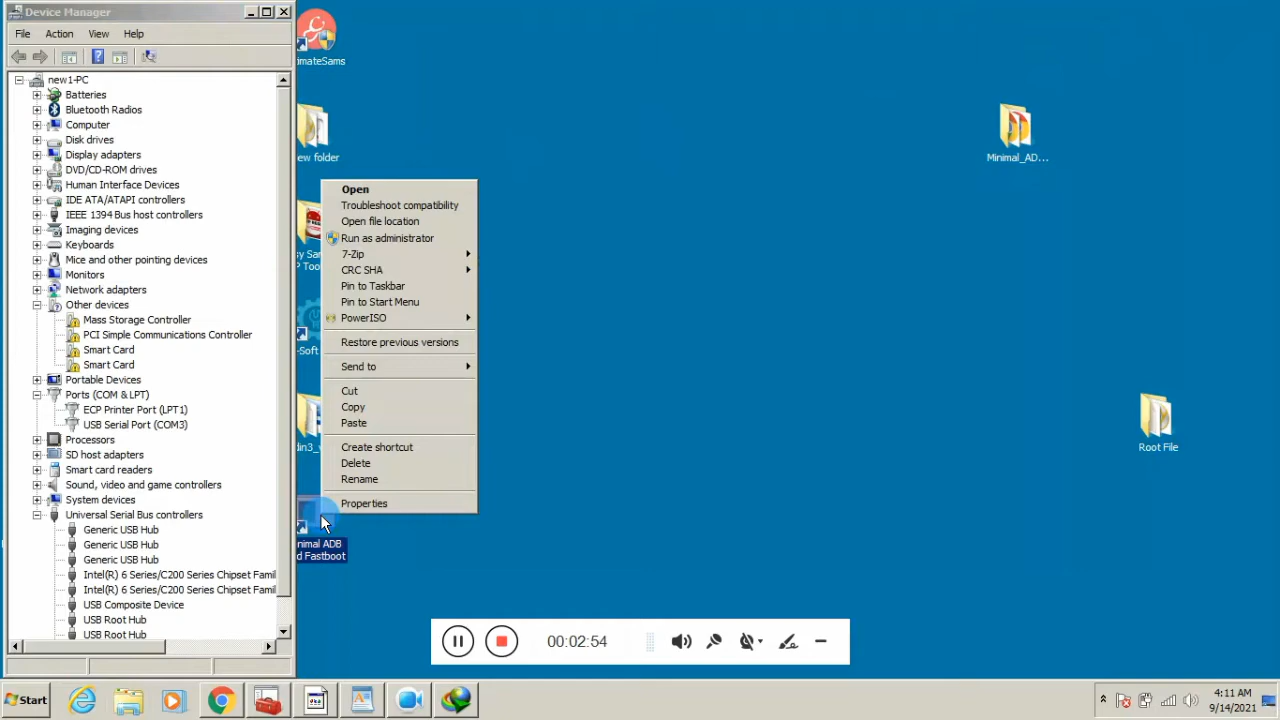 Device Manager
File Action View Help
new1-PC
Batteries
Bluetooth Radios
Computer
Disk drives
Display adapters
DVD/CD-ROM drives
Human Interface Devices
IDE ATA/ATAPI controllers
IEEE 1394 Bus host controllers
Imaging devices
Keyboards
Mice and other pointing devices
Monitors
Network adapters
Other devices
Mass Storage Controller
PCI Simple Communications Controller
Smart Card
Smart Card
Portable Devices
Ports (COM & LPT)
ECP Printer Port (LPT1)
USB Serial Port (COM3)
Processors
SD host adapters
Smart card readers
Sound, video and game controllers
System devices
Universal Serial Bus controllers
Generic USB Hub
Generic USB Hub
Generic USB Hub
Intel(R) 6 Series/C200 Series Chipset Famil
Intel(R) 6 Series/C200 Series Chipset Famil
USB Composite Device
USB Root Hub
USB Root Hub
imateSams
ew folder
sy Sam
P Tool
-Soft
din3_v
nimal ADB
d Fastboot
Open
Troubleshoot compatibility
Open file location
Run as administrator
7-Zip
CRC SHA
Pin to Taskbar
Pin to Start Menu
PowerISO
Restore previous versions
Send to
Cut
Copy
Paste
Create shortcut
Delete
Rename
Properties
Minimal_AD...
Root File
00:02:54
Start
4:11 AM
9/14/2021